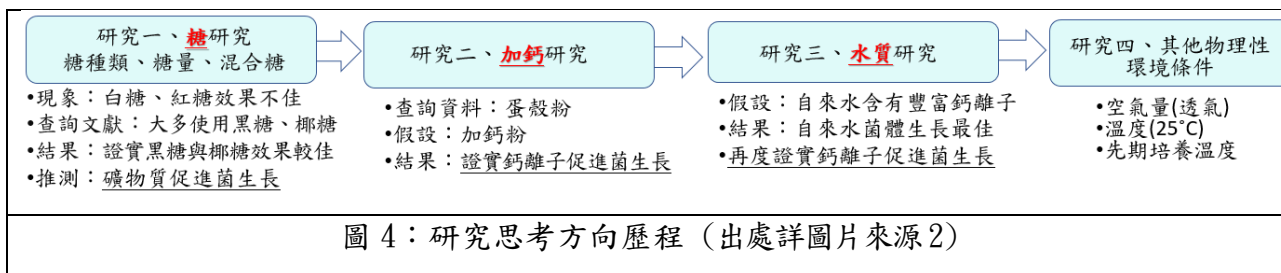 研究一、糖研究
糖種類、糖量、混合糖
•現象：白糖、紅糖效果不佳
•查詢文獻：大多使用黑糖、椰糖
•結果：證實黑糖與椰糖效果較佳
•推測：礦物質促進菌生長
研究二、加鈣研究
•查詢資料：蛋殼粉
•假設：加鈣粉
•結果：證實鈣離子促進菌生長
研究三、水質研究
•假設：自來水含有豐富鈣離子
•結果：自來水菌體生長最佳
•再度證實鈣離子促進菌生長
研究四、其他物理性
環境條件
•空氣量(透氣)
•溫度(25˚C)
•先期培養溫度
圖 4：研究思考方向歷程（出處詳圖片來源2）